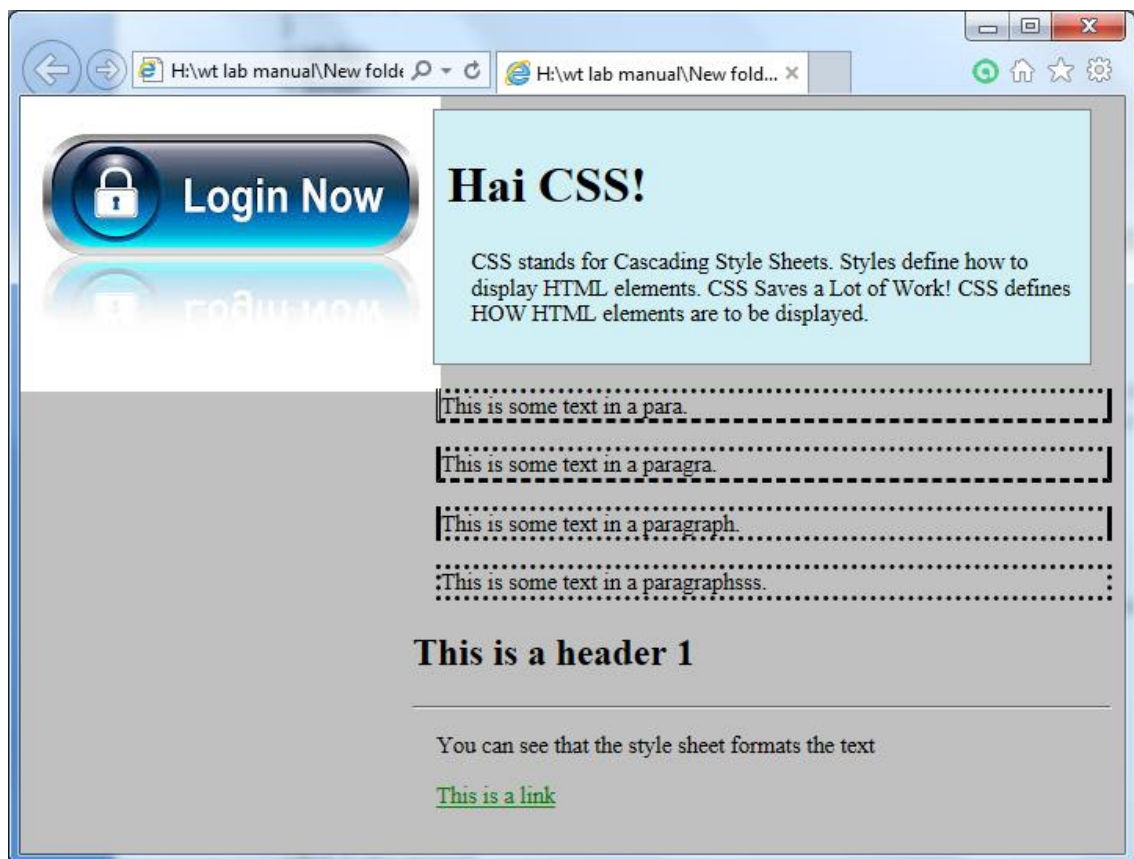 H:\wt lab manual\New folde
H:\wt lab manual\New fold...
Login Now
Hai CSS!
CSS stands for Cascading Style Sheets. Styles define how to
display HTML elements. CSS Saves a Lot of Work! CSS defines
HOW HTML elements are to be displayed.
This is some text in a para.
This is some text in a paragra.
This is some text in a paragraph.
This is some text in a paragraphsss.
This is a header 1
You can see that the style sheet formats the text
This is a link